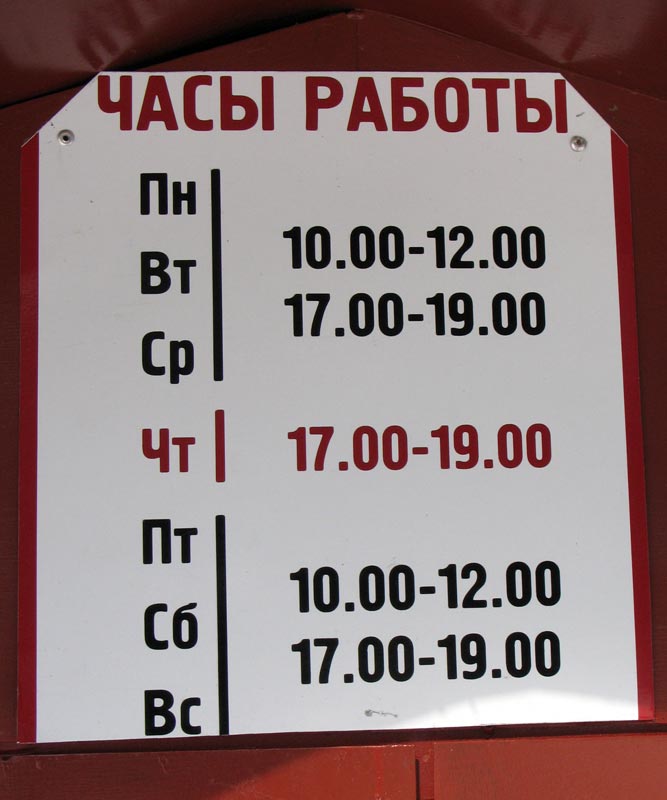 ЧАСЫ РАБОТЫ
Пн
Вт
Ср
10.00-12.00
17.00-19.00
Чт 17.00-19.00
Пт
Сб
Вс
10.00-12.00
17.00-19.00